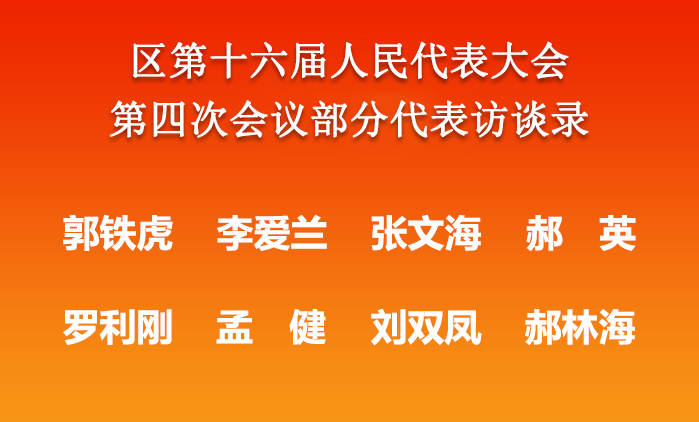 区第十六届人民代表大会
第四次会议部分代表访谈录
郭铁虎 李爱兰 张文海 郝 英
罗利刚 孟 健 刘双凤 郝林海